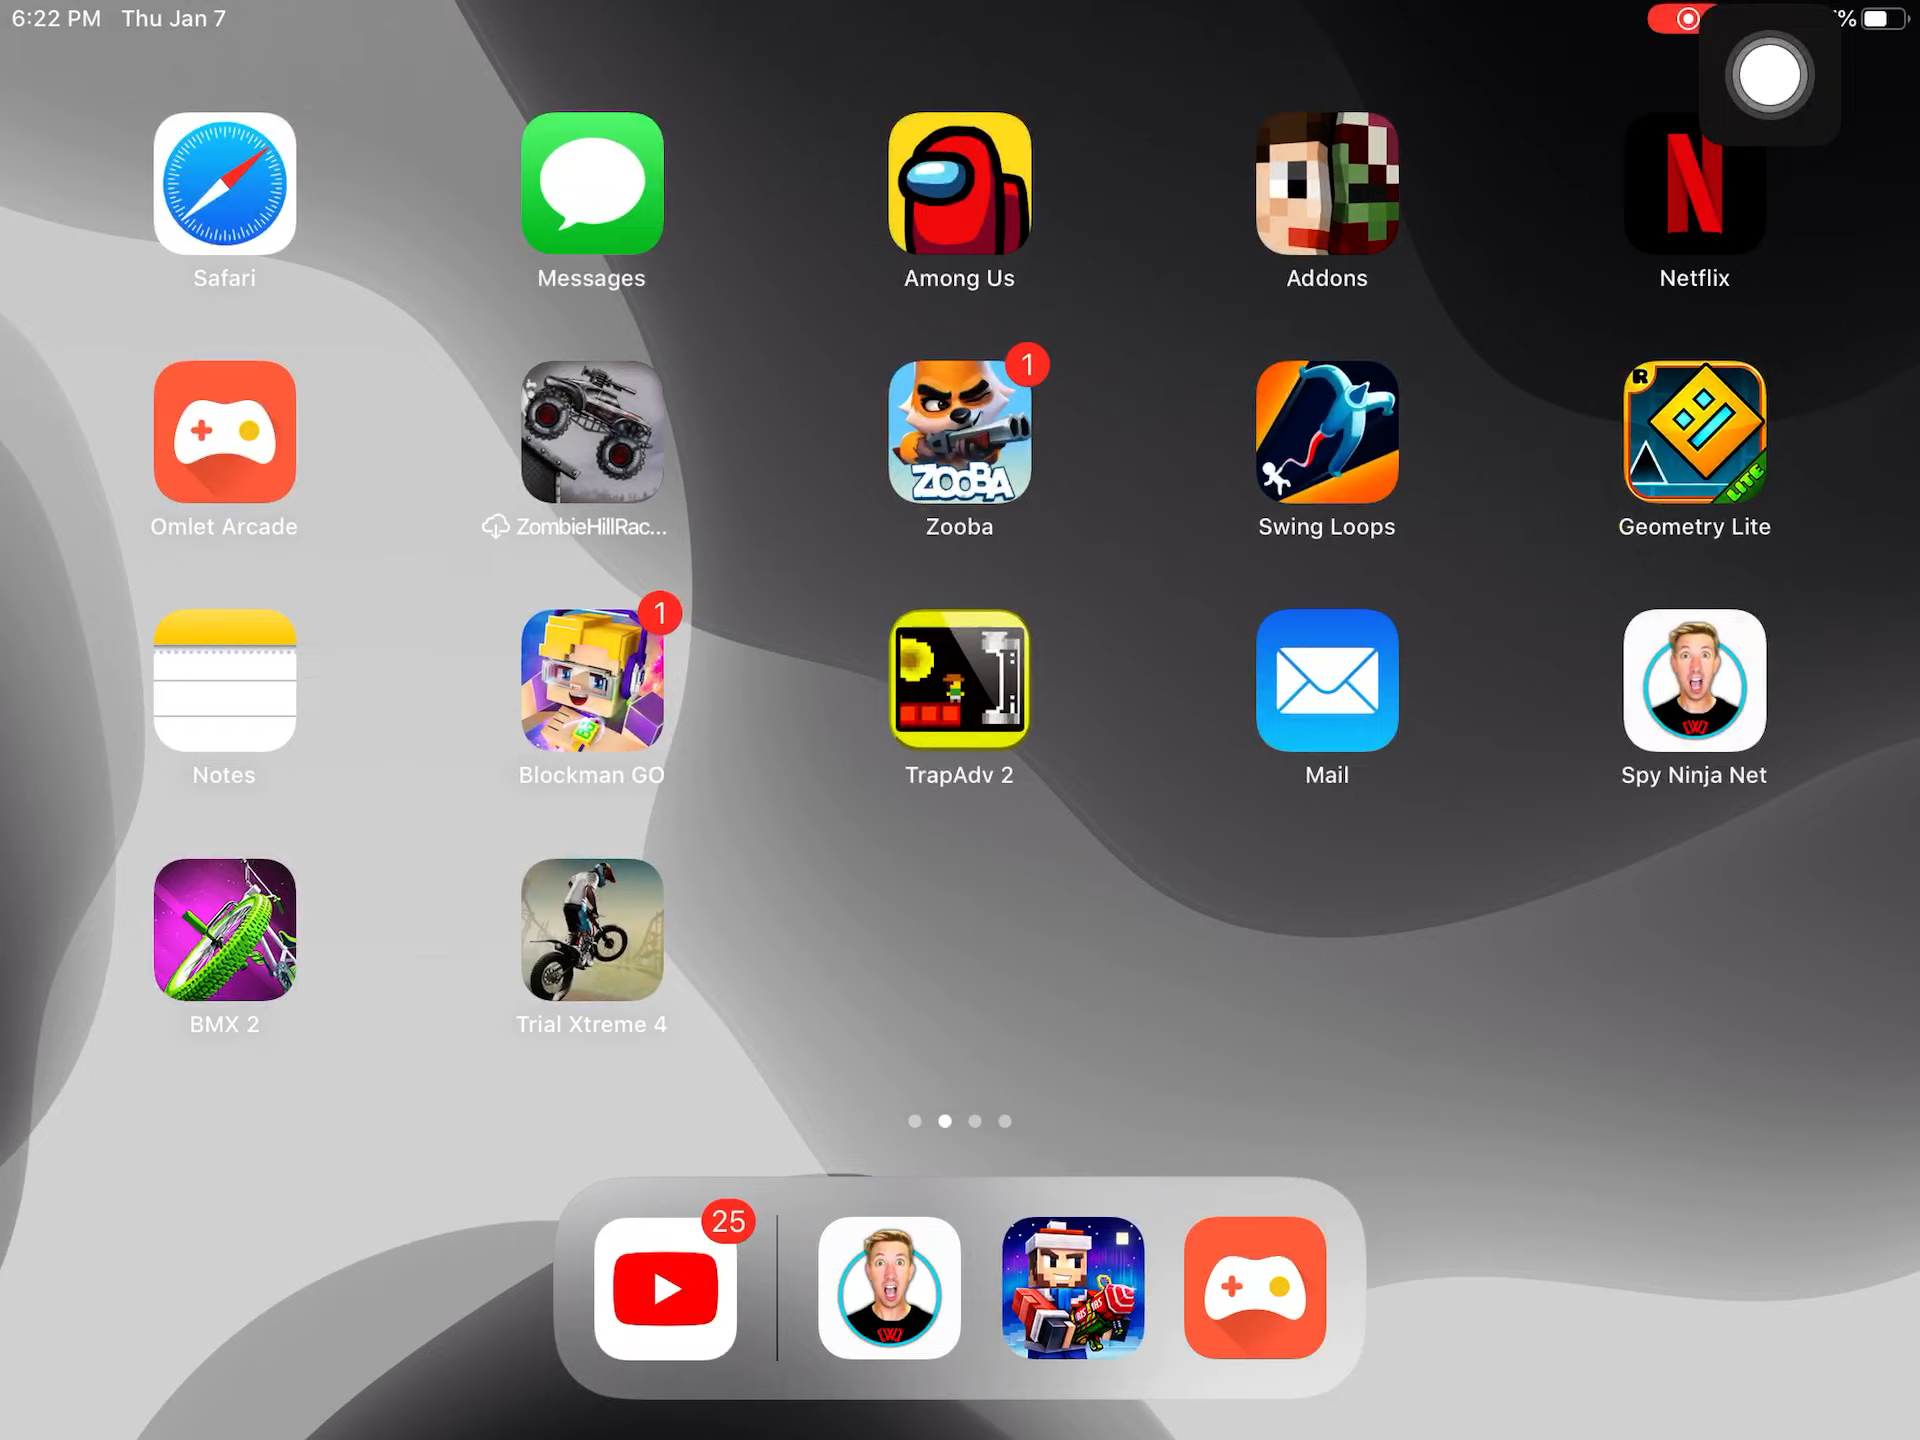 6:22 PM Thu Jan 7
%
Safari
Messages
Among Us
Addons
Netflix
N
1
R
LITE
ZOOBA
Omlet Arcade
ZombieHillRac...
Zooba
Swing Loops
Geometry Lite
1
Notes
Blockman GO
TrapAdv 2
Mail
Spy Ninja Net
BMX 2
Trial Xtreme 4
25